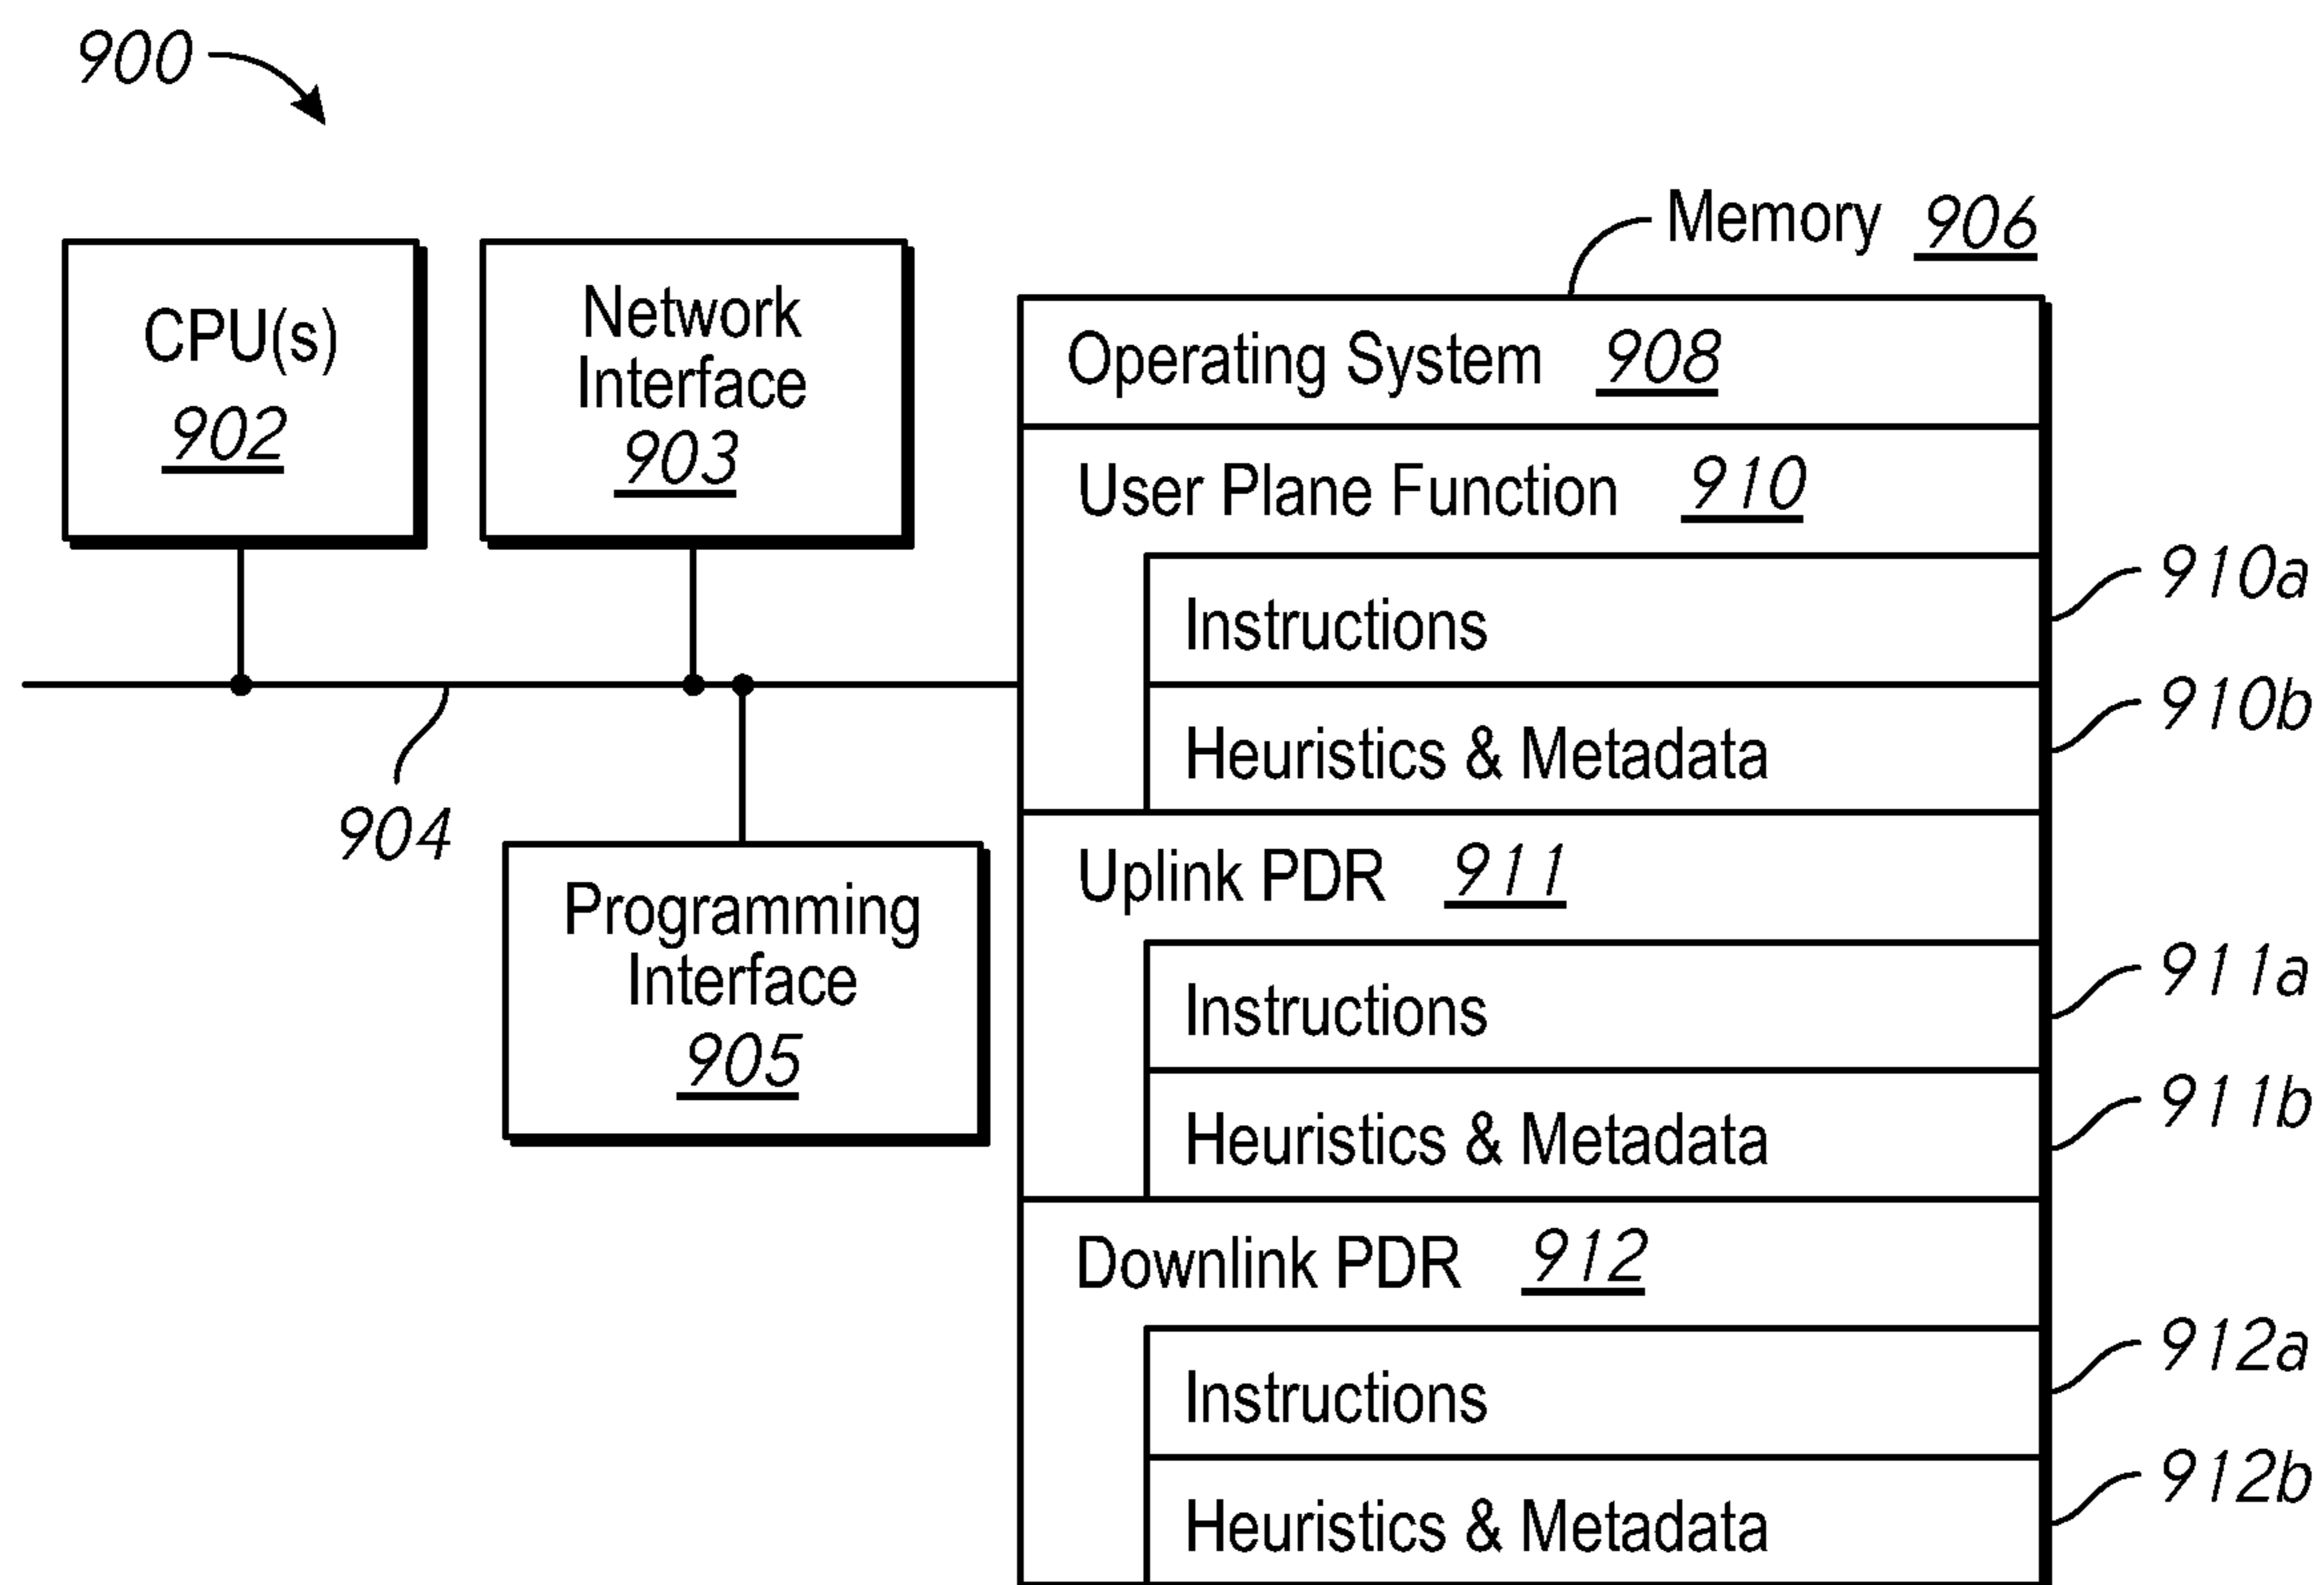 900
Memory 906
CPU(s)
902
Network
Interface
903
904
Programming
Interface
905
Operating System 908
User Plane Function 910
Instructions
910a
Heuristics & Metadata
910b
Uplink PDR 911
Instructions
911a
Heuristics & Metadata
911b
Downlink PDR 912
Instructions
912a
Heuristics & Metadata
912b